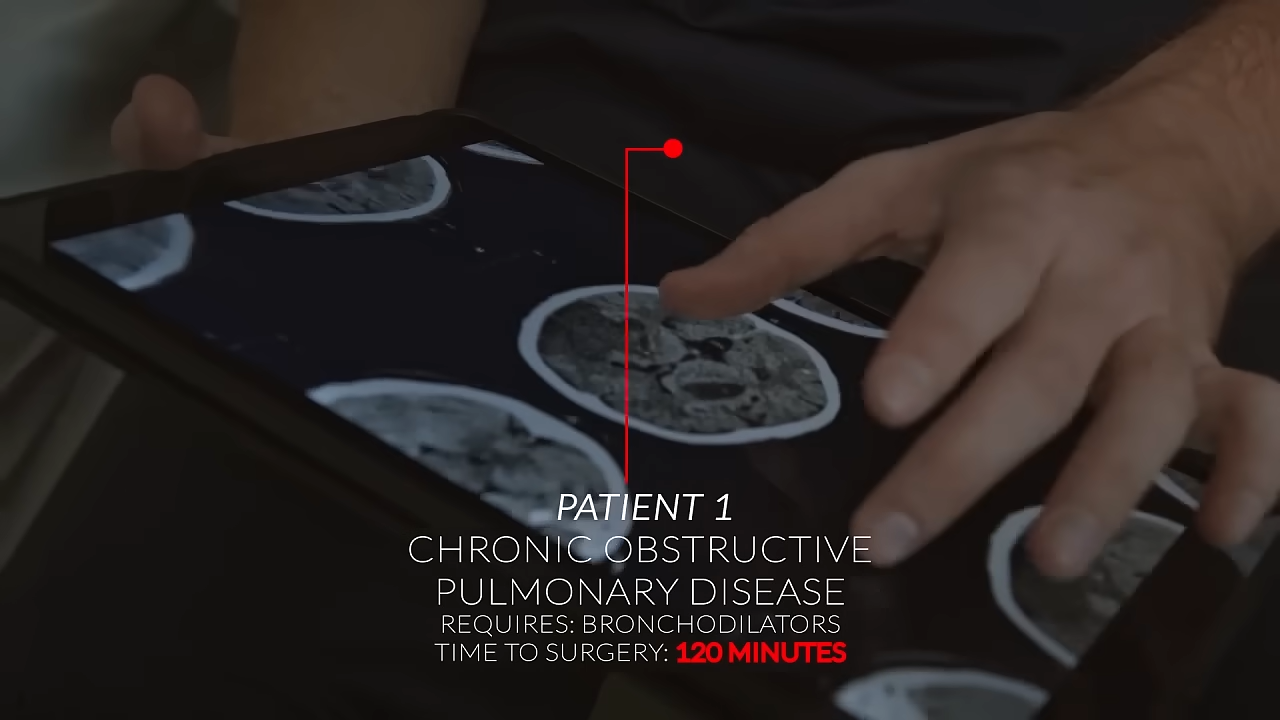 PATIENT 1
CHRONIC OBSTRUCTIVE
PULMONARY DISEASE
REQUIRES: BRONCHODILATORS
TIME TO SURGERY: 120 MINUTES